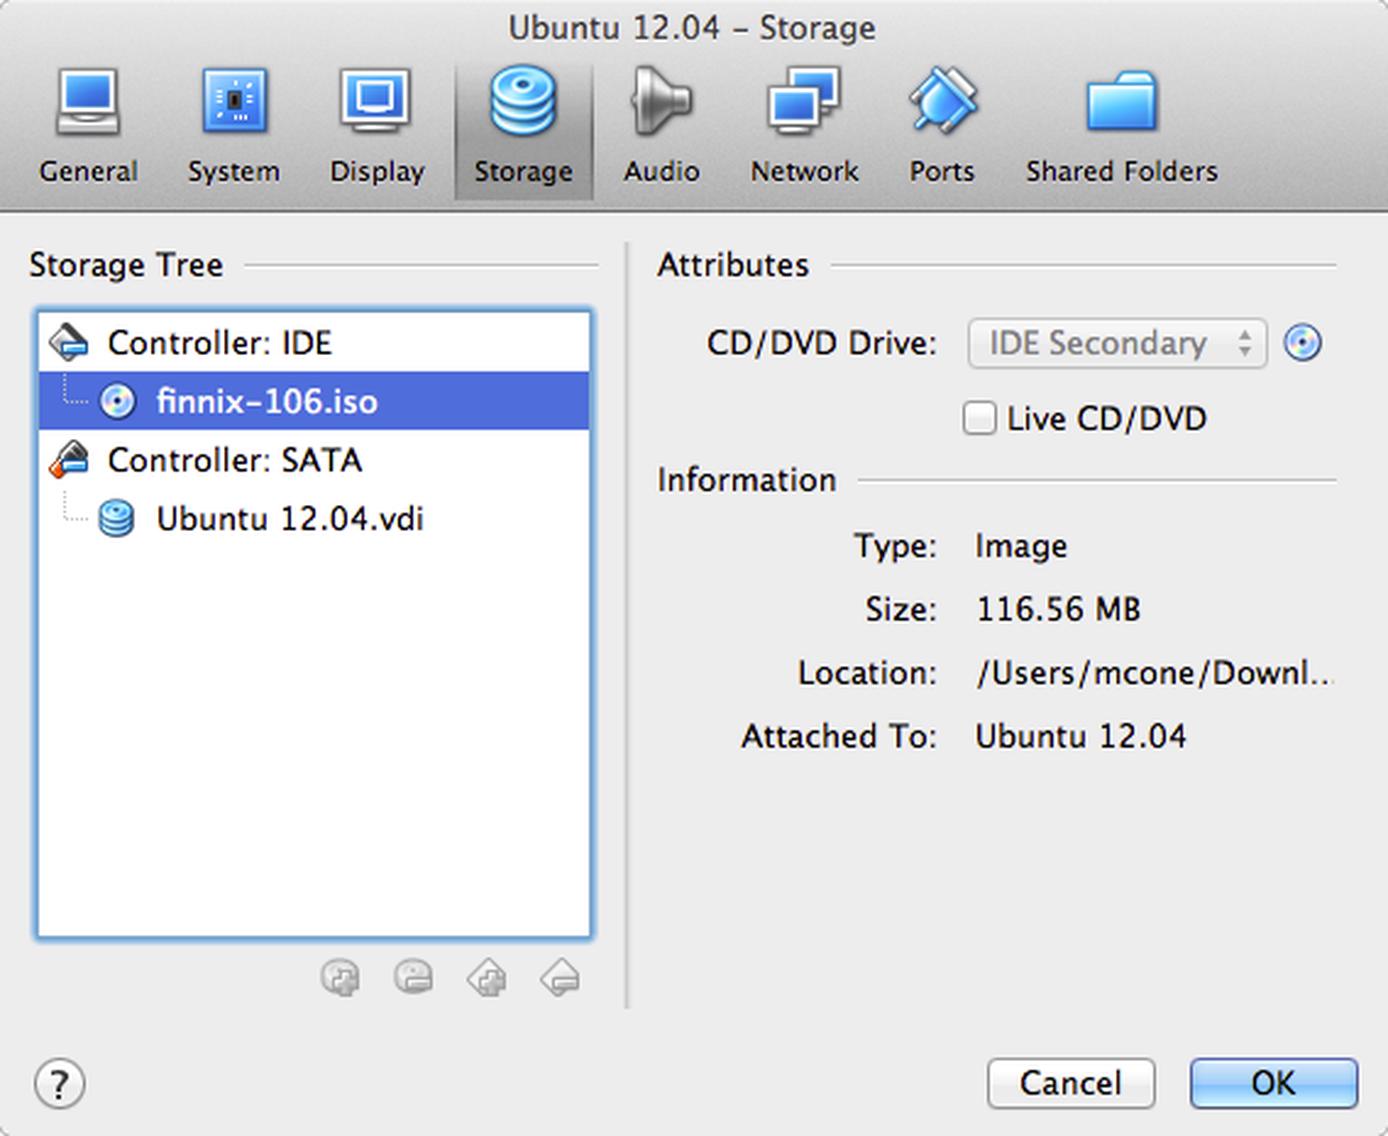 Ubuntu 12.04 – Storage
General System Display Storage Audio Network Ports Shared Folders
Storage Tree
Controller: IDE
finnix-106.iso
Controller: SATA
Ubuntu 12.04.vdi
Attributes
CD/DVD Drive: IDE Secondary
Live CD/DVD
Information
Type: Image
Size: 116.56 MB
Location: /Users/mcone/Downl...
Attached To: Ubuntu 12.04
? Cancel OK